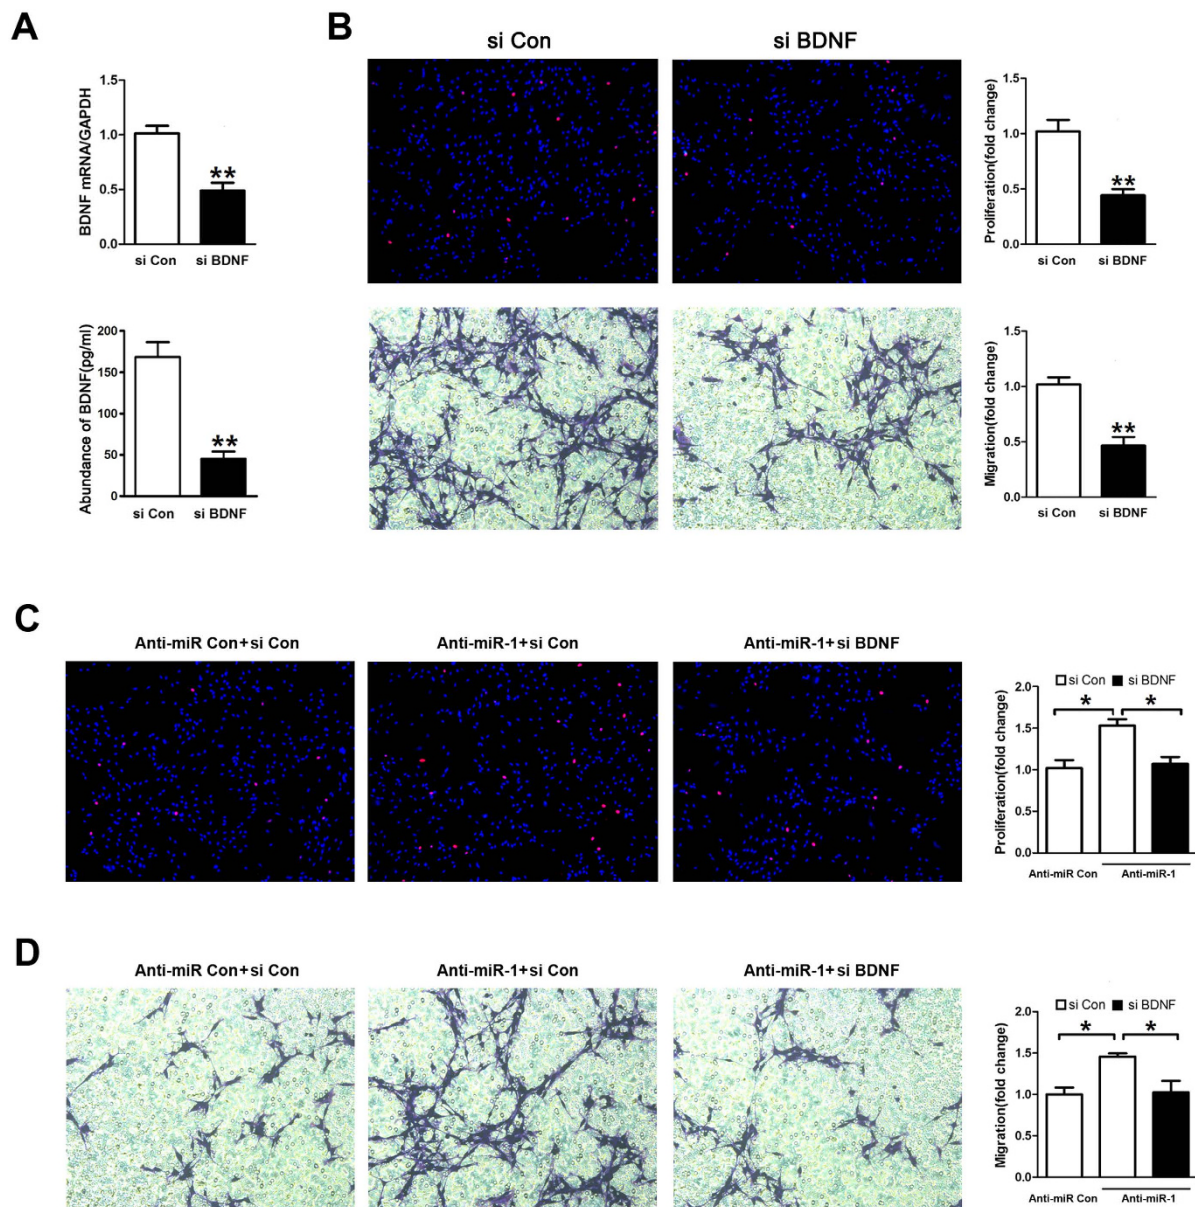 A
B
si Con
si BDNF
BDNF mRNA/GAPDH
1.5
1.0
0.5
0.0
**
si Con
si BDNF
Proliferation(fold change)
1.5
1.0
0.5
0.0
**
si Con
si BDNF
Abundance of BDNF(pg/ml)
200
150
100
50
0
**
si Con
si BDNF
Migration(fold change)
1.5
1.0
0.5
0.0
**
si Con
si BDNF
C
Anti-miR Con+si Con
Anti-miR-1+si Con
Anti-miR-1+si BDNF
Proliferation(fold change)
si Con
si BDNF
2.0
1.5
1.0
0.5
0.0
*
*
Anti-miR Con
Anti-miR-1
D
Anti-miR Con+si Con
Anti-miR-1+si Con
Anti-miR-1+si BDNF
Migration(fold change)
si Con
si BDNF
2.0
1.5
1.0
0.5
0.0
*
*
Anti-miR Con
Anti-miR-1